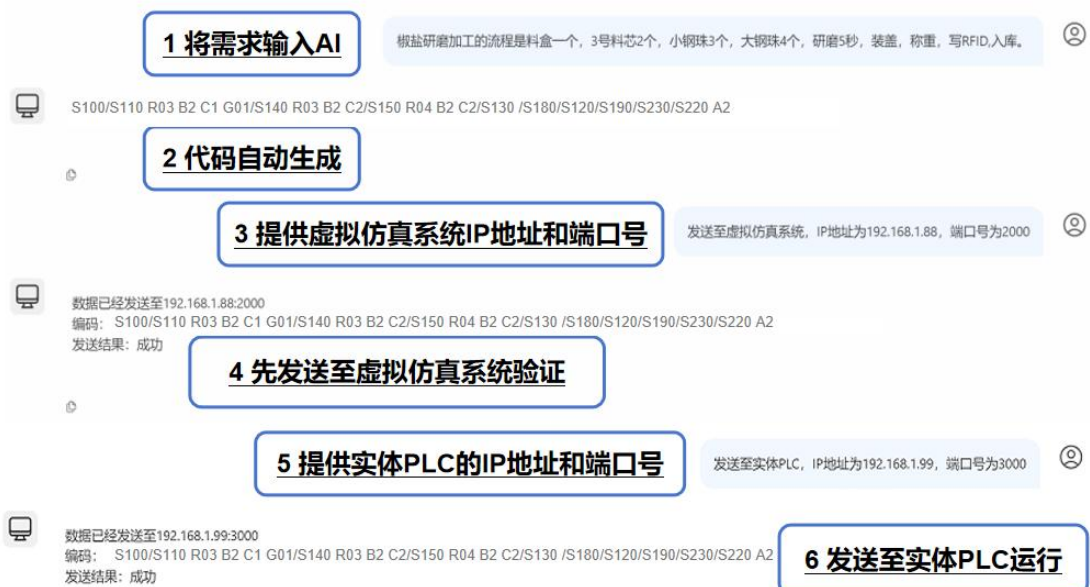 1 将需求输入AI
椒盐研磨加工的流程是料盒一个，3号料芯2个，小钢珠3个，大钢珠4个，研磨5秒，装盖，称重，写RFID,入库。
S100/S110 R03 B2 C1 G01/S140 R03 B2 C2/S150 R04 B2 C2/S130 /S180/S120/S190/S230/S220 A2
2 代码自动生成
3 提供虚拟仿真系统IP地址和端口号
发送至虚拟仿真系统，IP地址为192.168.1.88，端口号为2000
数据已经发送至192.168.1.88:2000
编码： S100/S110 R03 B2 C1 G01/S140 R03 B2 C2/S150 R04 B2 C2/S130 /S180/S120/S190/S230/S220 A2
发送结果：成功
4 先发送至虚拟仿真系统验证
5 提供实体PLC的IP地址和端口号
发送至实体PLC，IP地址为192.168.1.99，端口号为3000
数据已经发送至192.168.1.99:3000
编码： S100/S110 R03 B2 C1 G01/S140 R03 B2 C2/S150 R04 B2 C2/S130 /S180/S120/S190/S230/S220 A2
发送结果：成功
6 发送至实体PLC运行